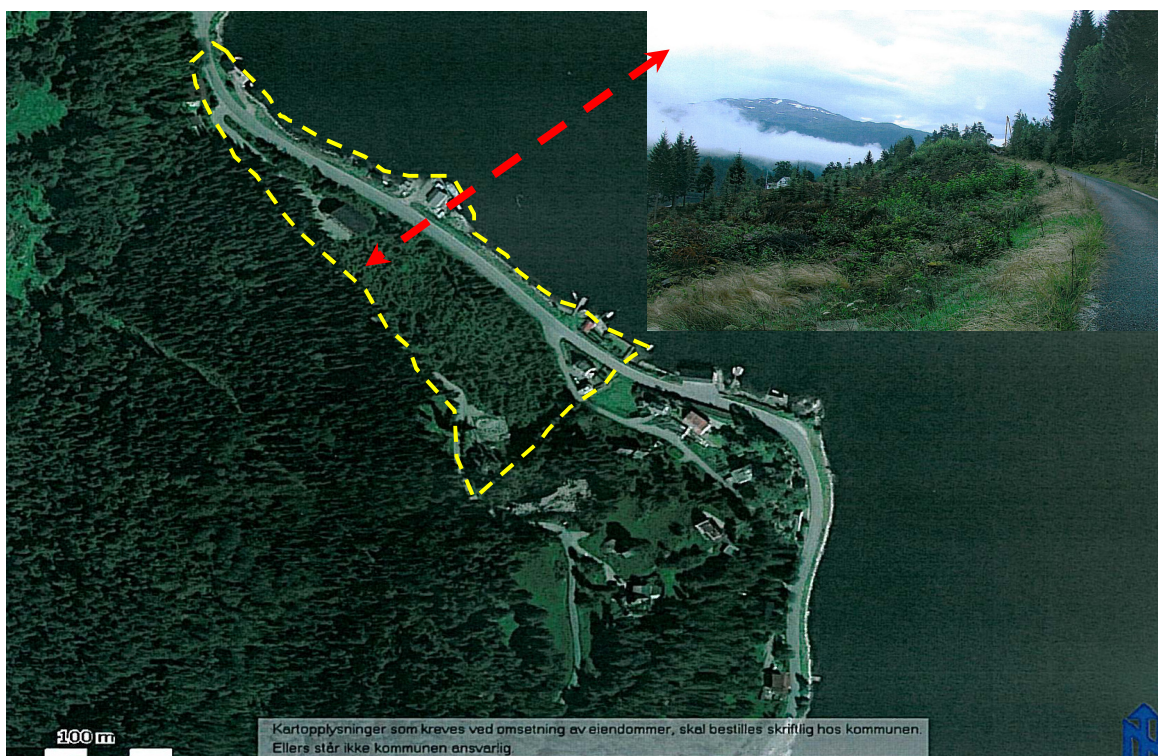 100 m
Kartopplysninger som kreves ved omsetning av eiendommer, skal bestilles skriftlig hos kommunen.
Ellers står ikke kommunen ansvarlig.
N